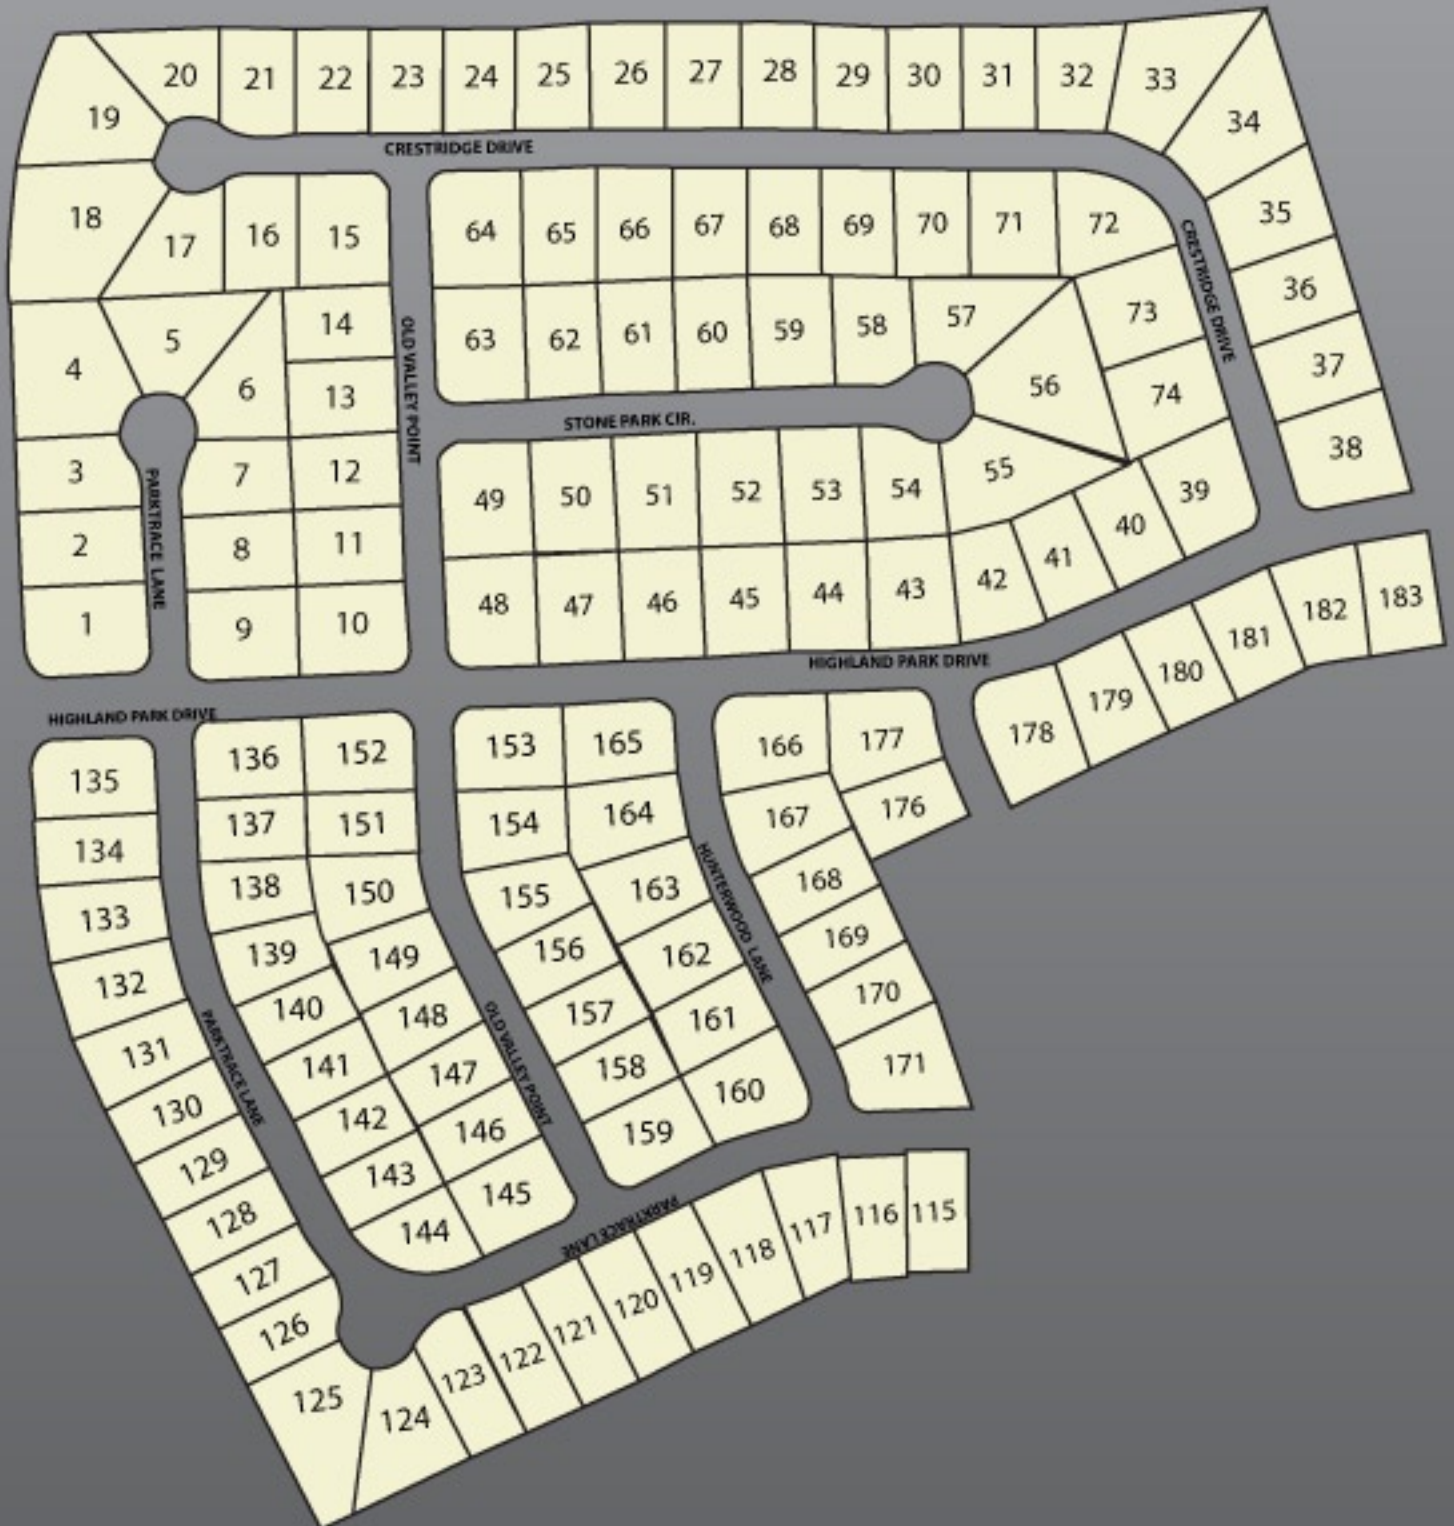 20 21 22 23 24 25 26 27 28 29 30 31 32 33
19
34
CRESTRIDGE DRIVE
18 17 16 15
64 65 66 67 68 69 70 71 72
35
CRESTRIDGE DRIVE
36
4 5 14
63 62 61 60 59 58 57
73
37
6 13
OLD VALLEY POINT
56 74
STONE PARK CIR.
38
3 7 12
PARKTRACE LANE
49 50 51 52 53 54 55
39
2 8 11
40
41
1 9 10
48 47 46 45 44 43 42
HIGHLAND PARK DRIVE
183
182
181
180
179
178
HIGHLAND PARK DRIVE
135 136 152 153 165 166 177
134 137 151 154 164 167 176
133 138 150 155 163 168
HUNTERWOOD LANE
132 139 149 156 162 169
131 140 148 157 161 170
PARKTRACE LANE
OLD VALLEY POINT
130 141 147 158 160 171
129 142 146 159
128 143 145
144
PARKTRACE LANE
127
126
125
124 123 122 121 120 119 118 117 116 115